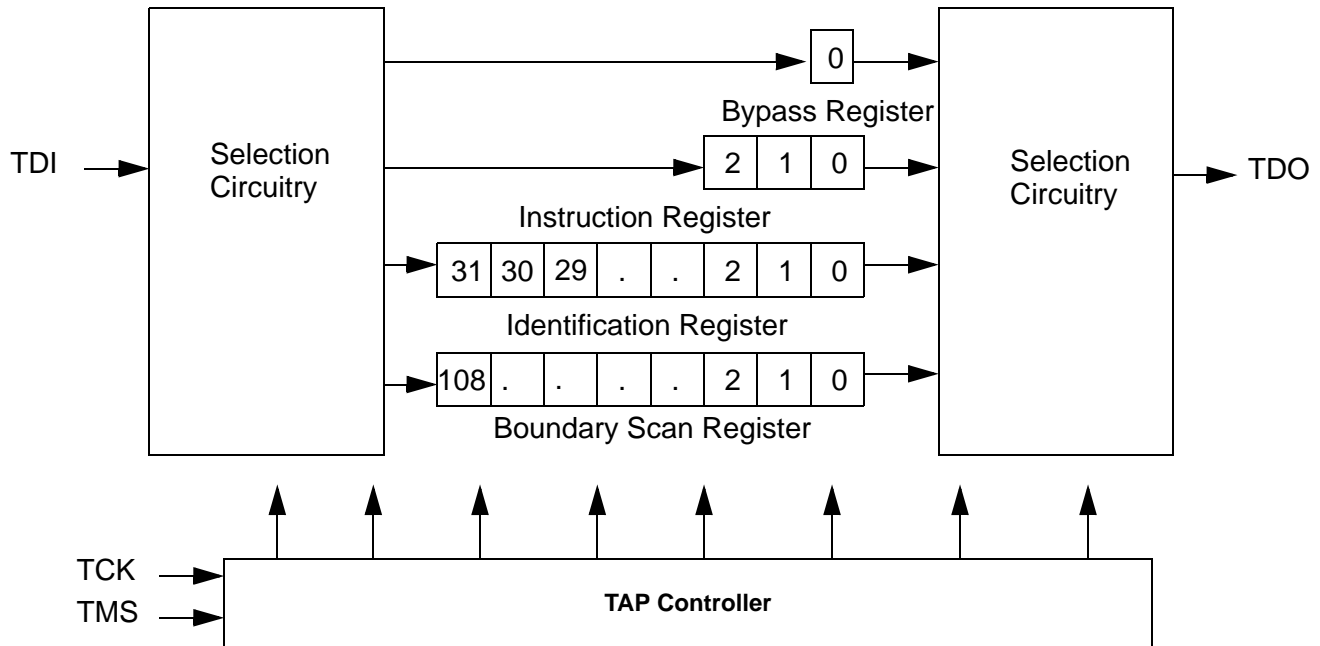 0
Bypass Register
TDI
Selection
Circuitry
2 1 0
Selection
Circuitry
TDO
Instruction Register
31 30 29 . . 2 1 0
Identification Register
108 . . . . 2 1 0
Boundary Scan Register
TCK
TMS
TAP Controller